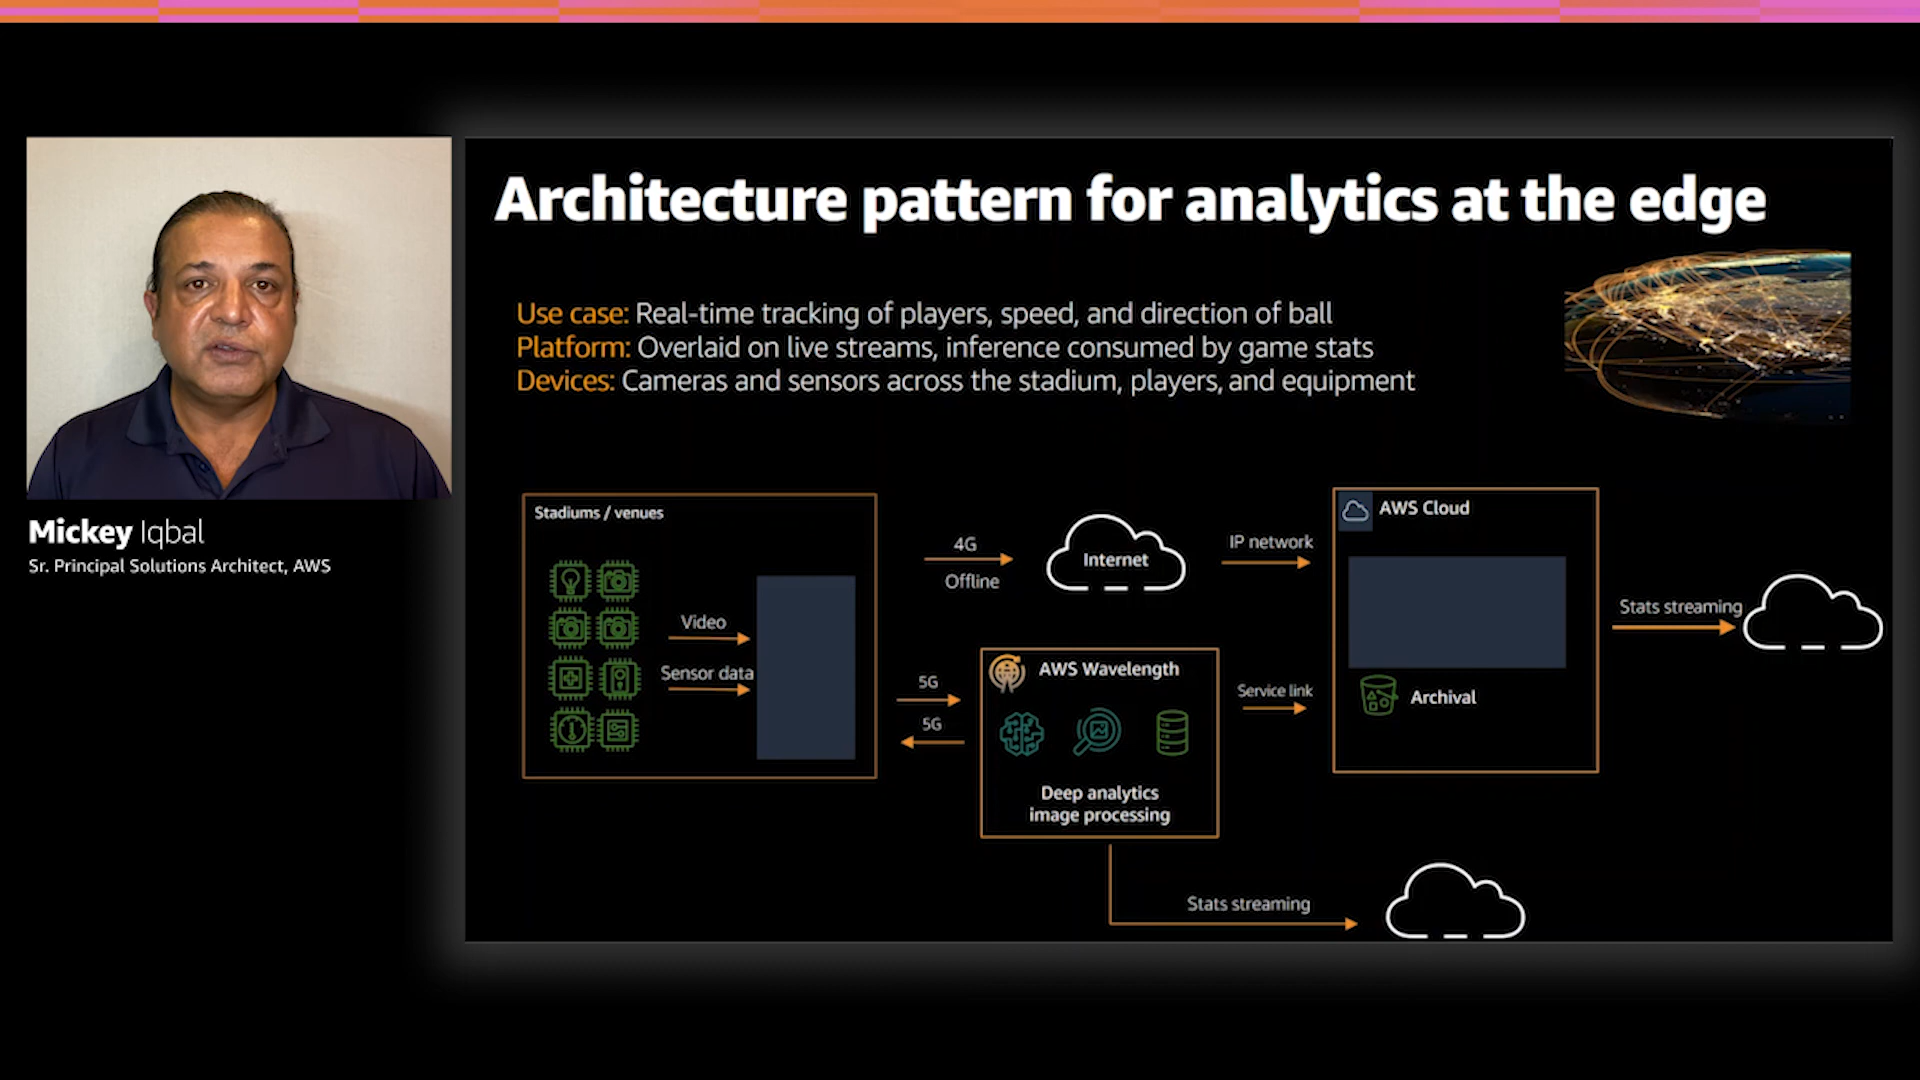 Architecture pattern for analytics at the edge
Use case: Real-time tracking of players, speed, and direction of ball
Platform: Overlaid on live streams, inference consumed by game stats
Devices: Cameras and sensors across the stadium, players, and equipment
Mickey Iqbal
Sr. Principal Solutions Architect, AWS
Stadiums / venues
Video
Sensor data
4G
Offline
Internet
IP network
5G
5G
AWS Wavelength
Deep analytics
image processing
Service link
AWS Cloud
Archival
Stats streaming
Stats streaming